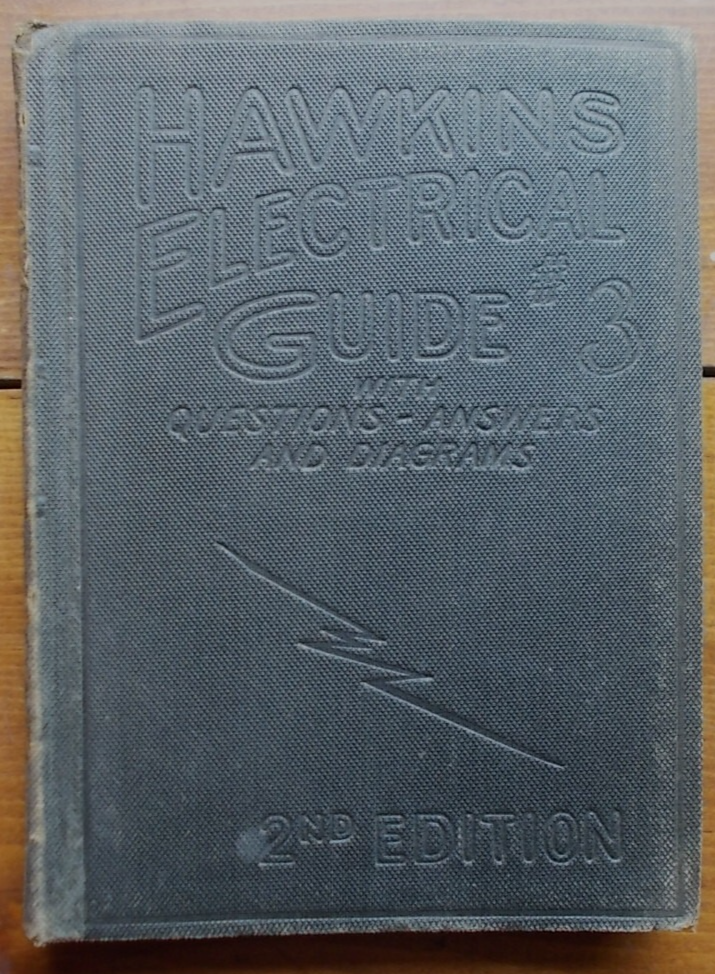 HAWKINS
ELECTRICAL
GUIDE # 3
WITH
QUESTIONS - ANSWERS
AND DIAGRAMS
2ND EDITION